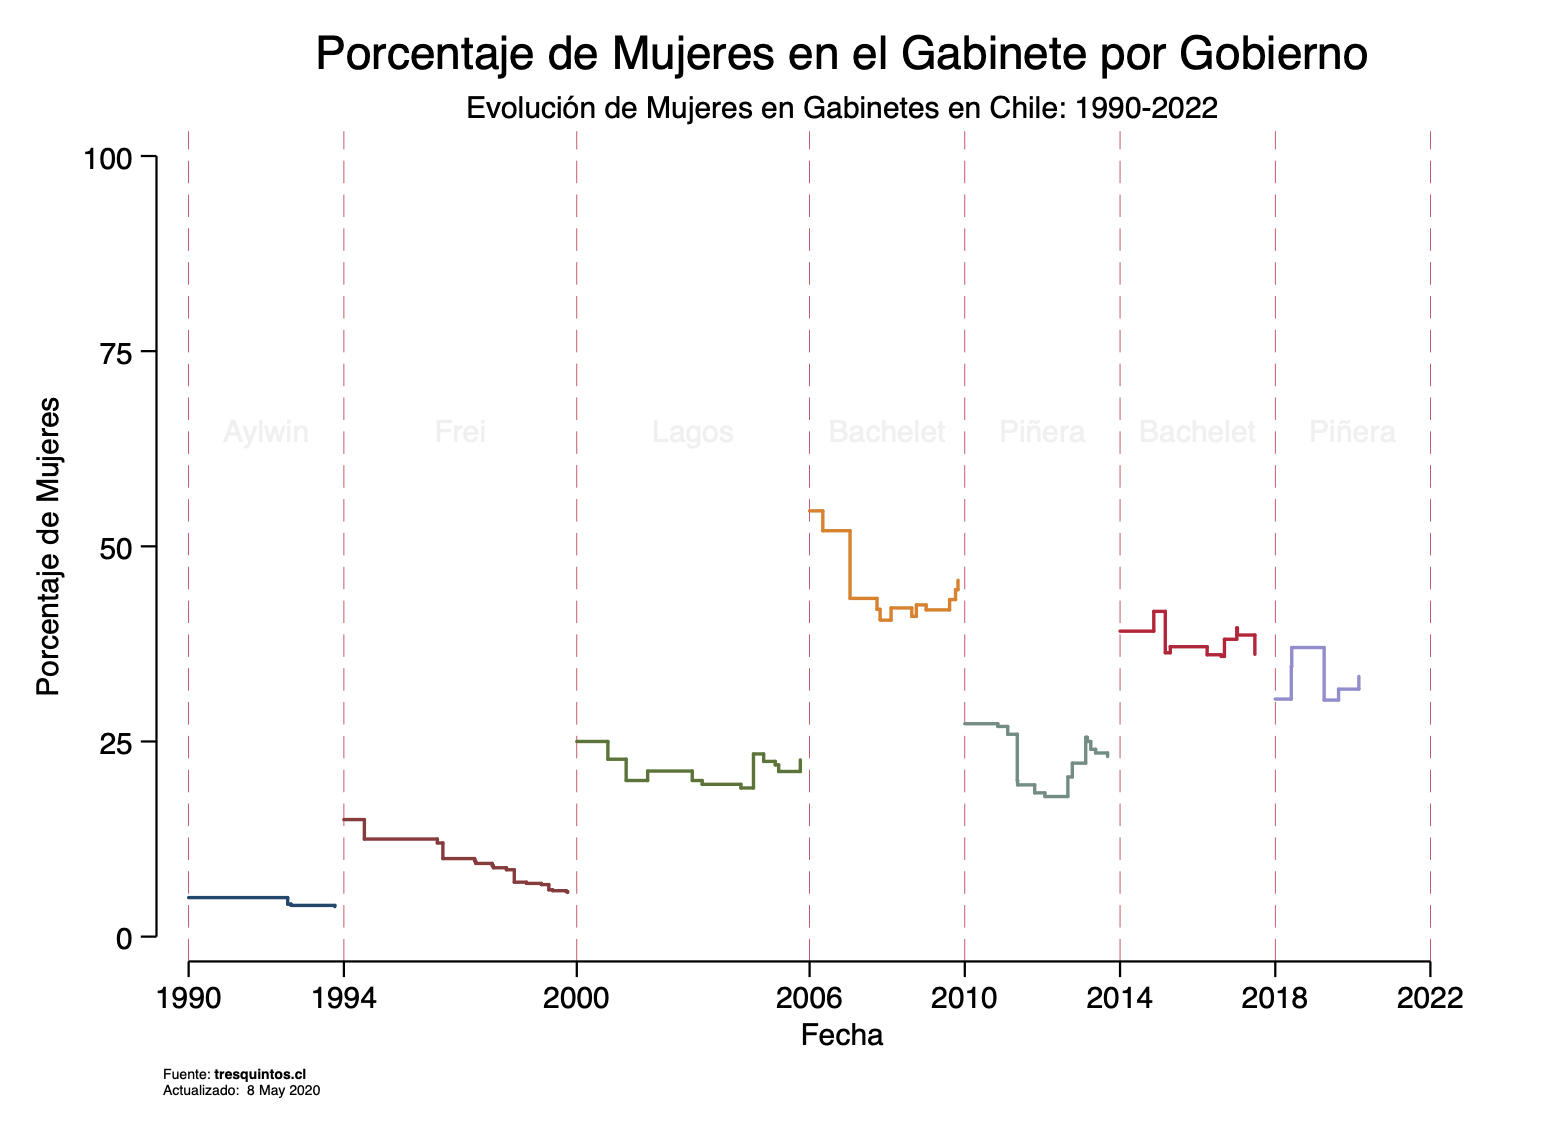 Porcentaje de Mujeres en el Gabinete por Gobierno
Evolución de Mujeres en Gabinetes en Chile: 1990-2022
Porcentaje de Mujeres
100
75
50
25
0
Aylwin Frei Lagos Bachelet Piñera Bachelet Piñera
1990 1994 2000 2006 2010 2014 2018 2022
Fecha
Fuente: tresquintos.cl
Actualizado: 8 May 2020